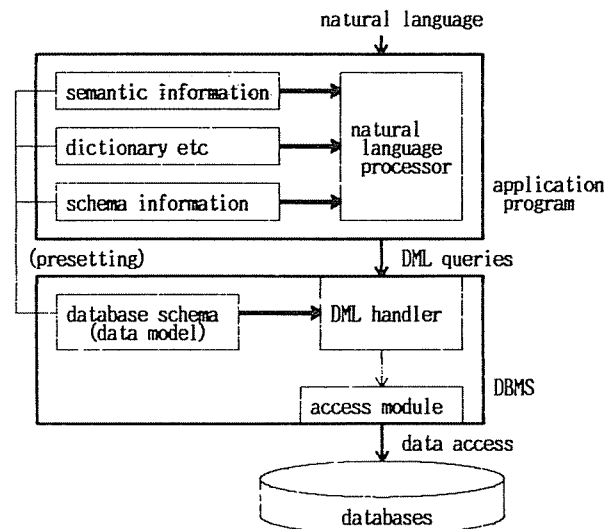 natural language
semantic information
dictionary etc
schema information
natural
language
processor
application
program
(presetting)
DML queries
database schema
(data model)
DML handler
DBMS
access module
data access
databases